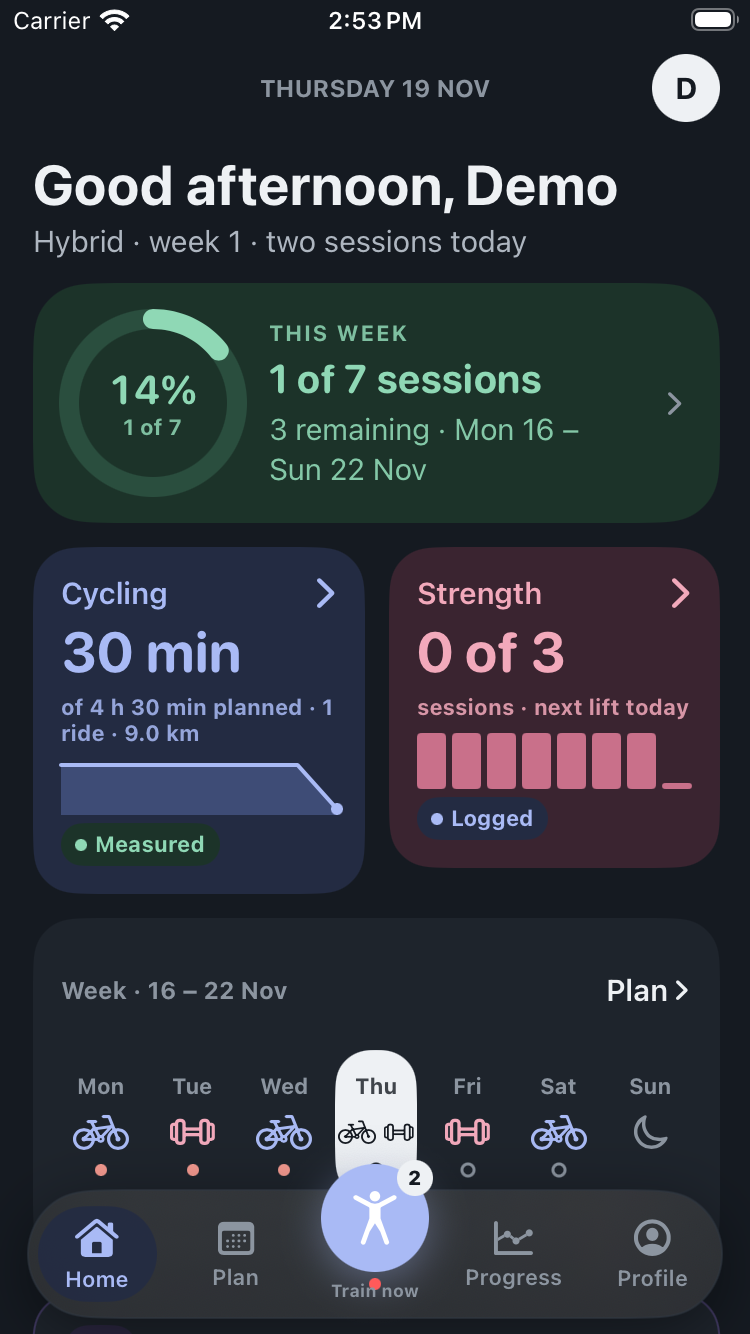 Carrier 2:53 PM
THURSDAY 19 NOV D
Good afternoon, Demo
Hybrid · week 1 · two sessions today
14%
1 of 7
THIS WEEK
1 of 7 sessions
3 remaining · Mon 16 –
Sun 22 Nov
Cycling
30 min
of 4 h 30 min planned · 1
ride · 9.0 km
Measured
Strength
0 of 3
sessions · next lift today
Logged
Week · 16 – 22 Nov Plan
Mon Tue Wed Thu Fri Sat Sun
2
Home Plan Train now Progress Profile